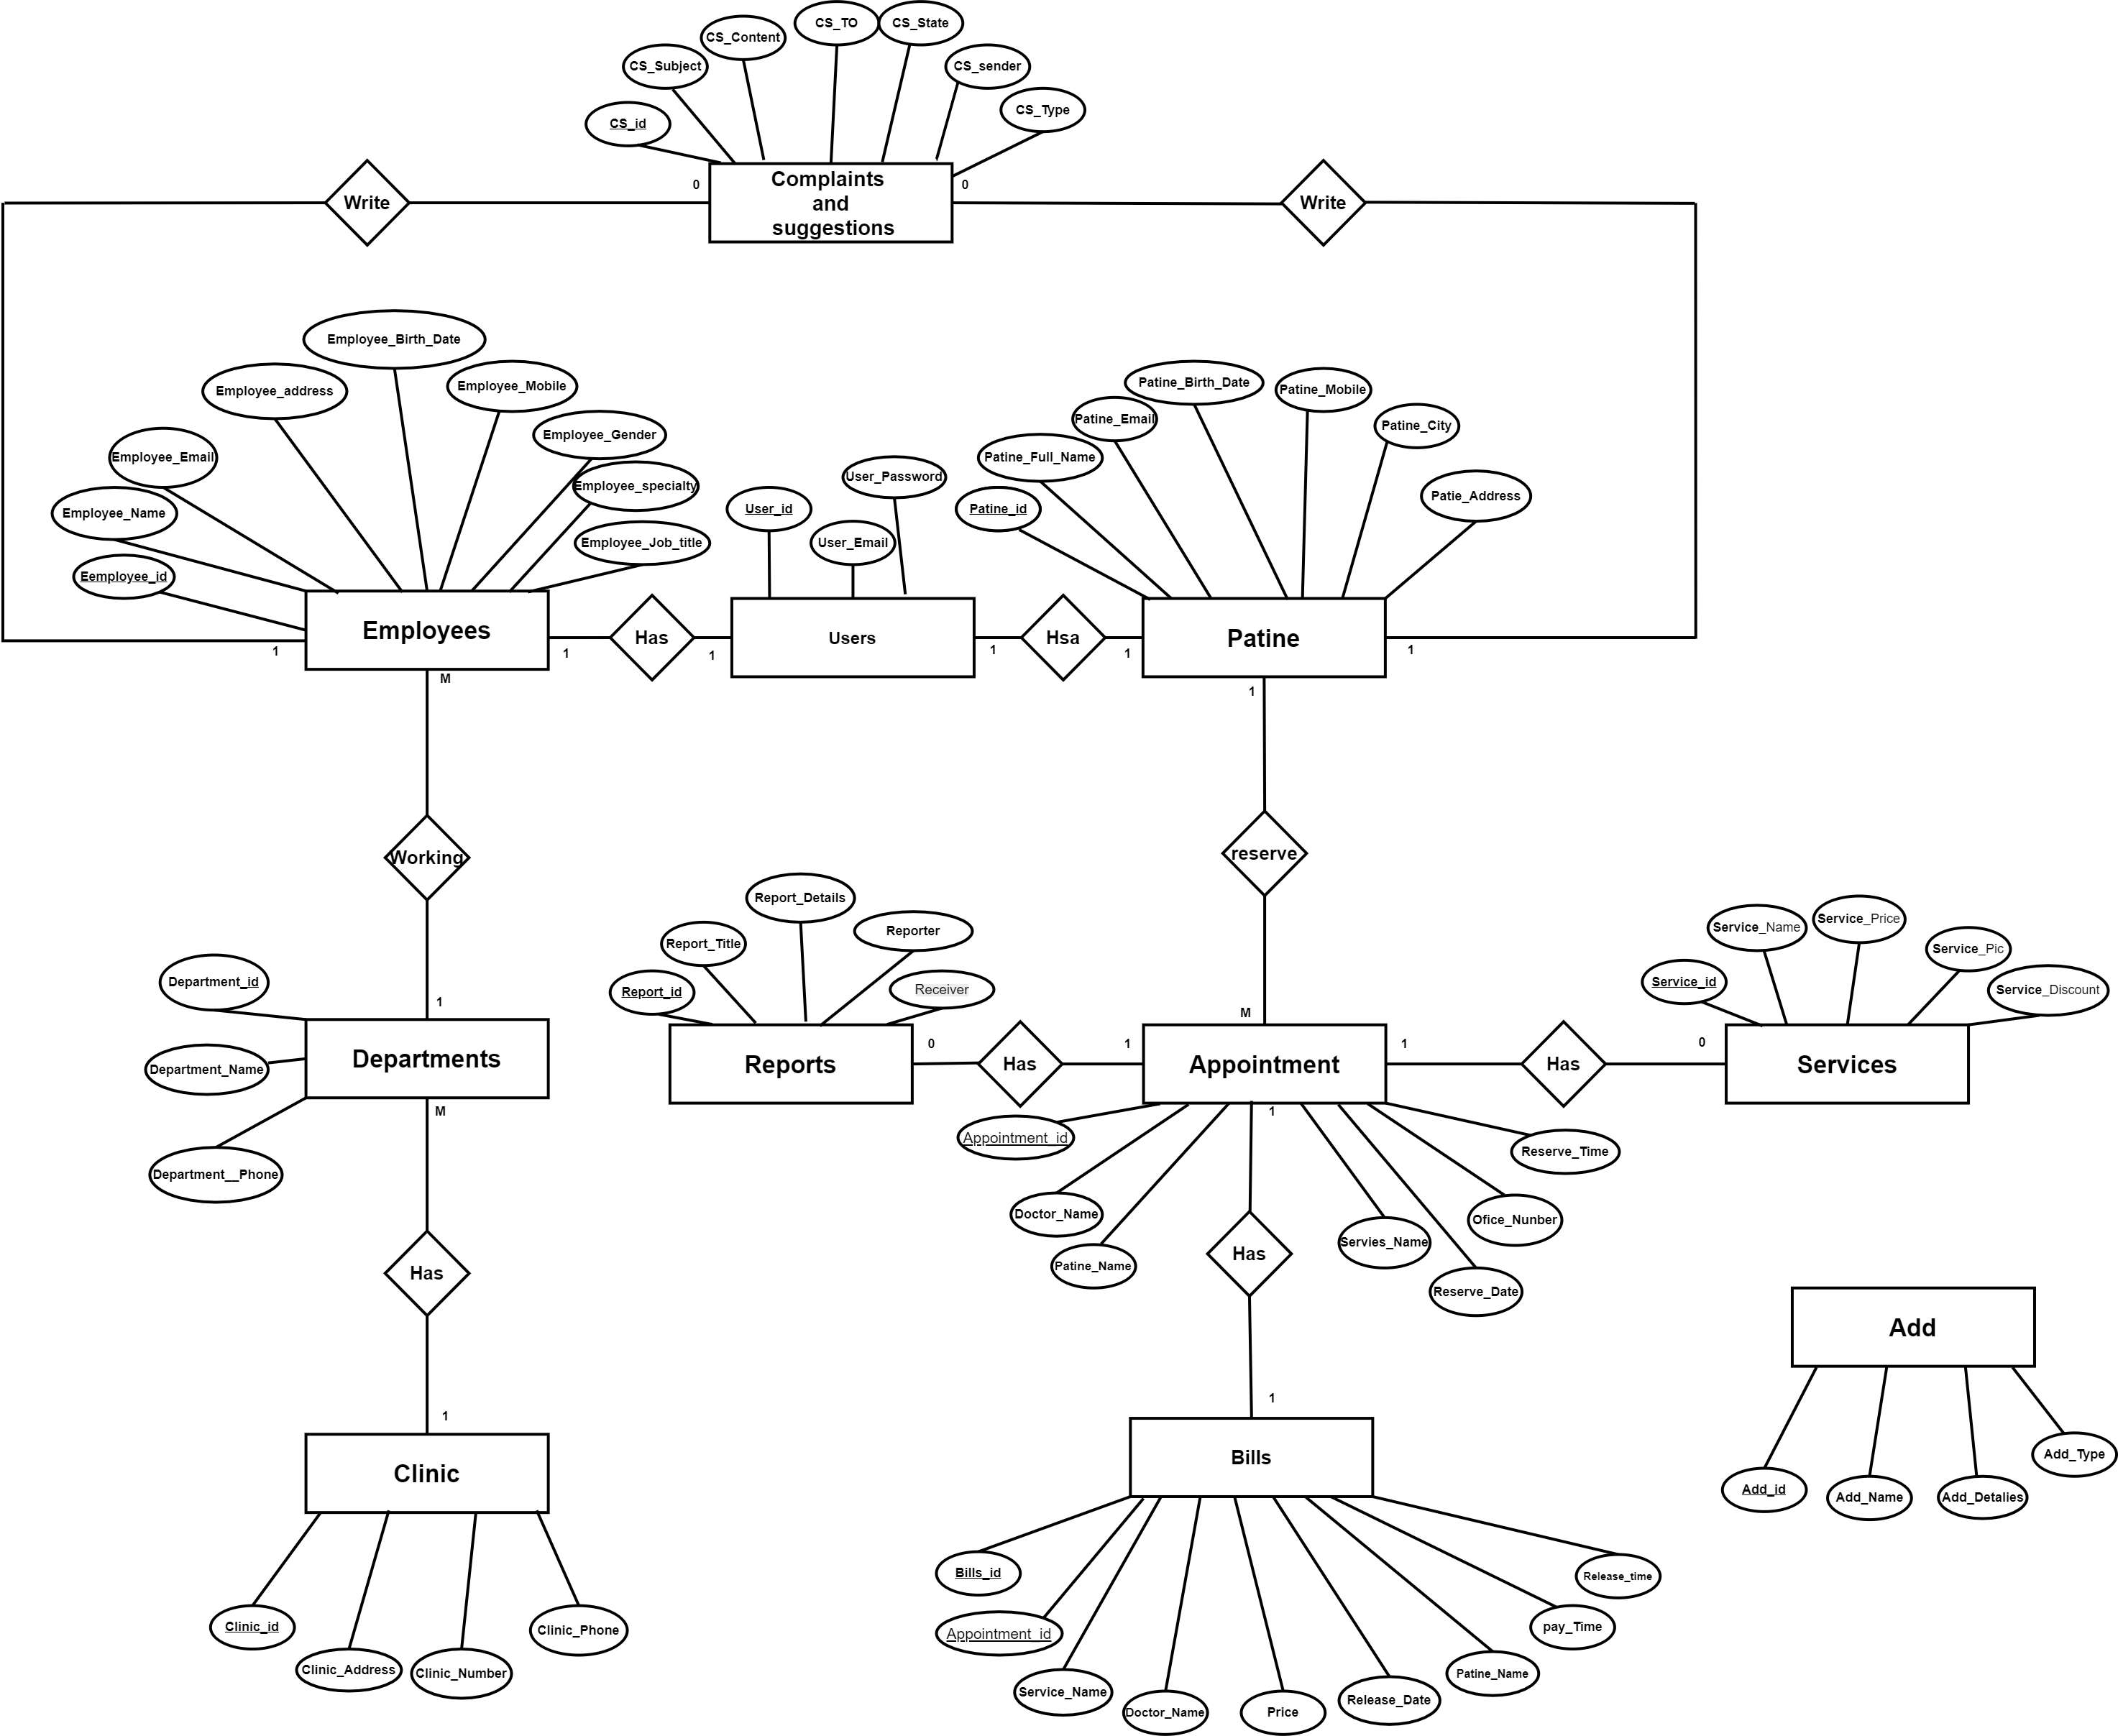 CS_TO
CS_State
CS_Content
CS_Subject
CS_sender
CS_Type
CS_id
Complaints
and
suggestions
0
0
Write
Write
Employee_Birth_Date
Employee_address
Employee_Mobile
Employee_Gender
Employee_Email
Employee_specialty
Employee_Name
Employee_Job_title
Eemployee_id
User_Password
User_id
User_Email
Patine_Birth_Date
Patine_Mobile
Patine_Email
Patine_City
Patine_Full_Name
Patie_Address
Patine_id
Employees
Has
Users
Hsa
Patine
1
1
1
1
1
1
M
1
Working
reserve
Report_Details
Reporter
Report_Title
Receiver
Report_id
Service_Price
Service_Name
Service_Pic
Service_id
Service_Discount
Department_id
1
M
Departments
Reports
0
Has
1
Appointment
1
Has
0
Services
Department_Name
Department__Phone
M
1
Appointment_id
Reserve_Time
Doctor_Name
Ofice_Nunber
Servies_Name
Patine_Name
Reserve_Date
Has
Has
1
1
Add
Add_Type
Add_id
Add_Name
Add_Detalies
Clinic
Bills
Clinic_id
Clinic_Phone
Clinic_Address
Clinic_Number
Bills_id
Release_time
Appointment_id
pay_Time
Service_Name
Patine_Name
Doctor_Name
Price
Release_Date